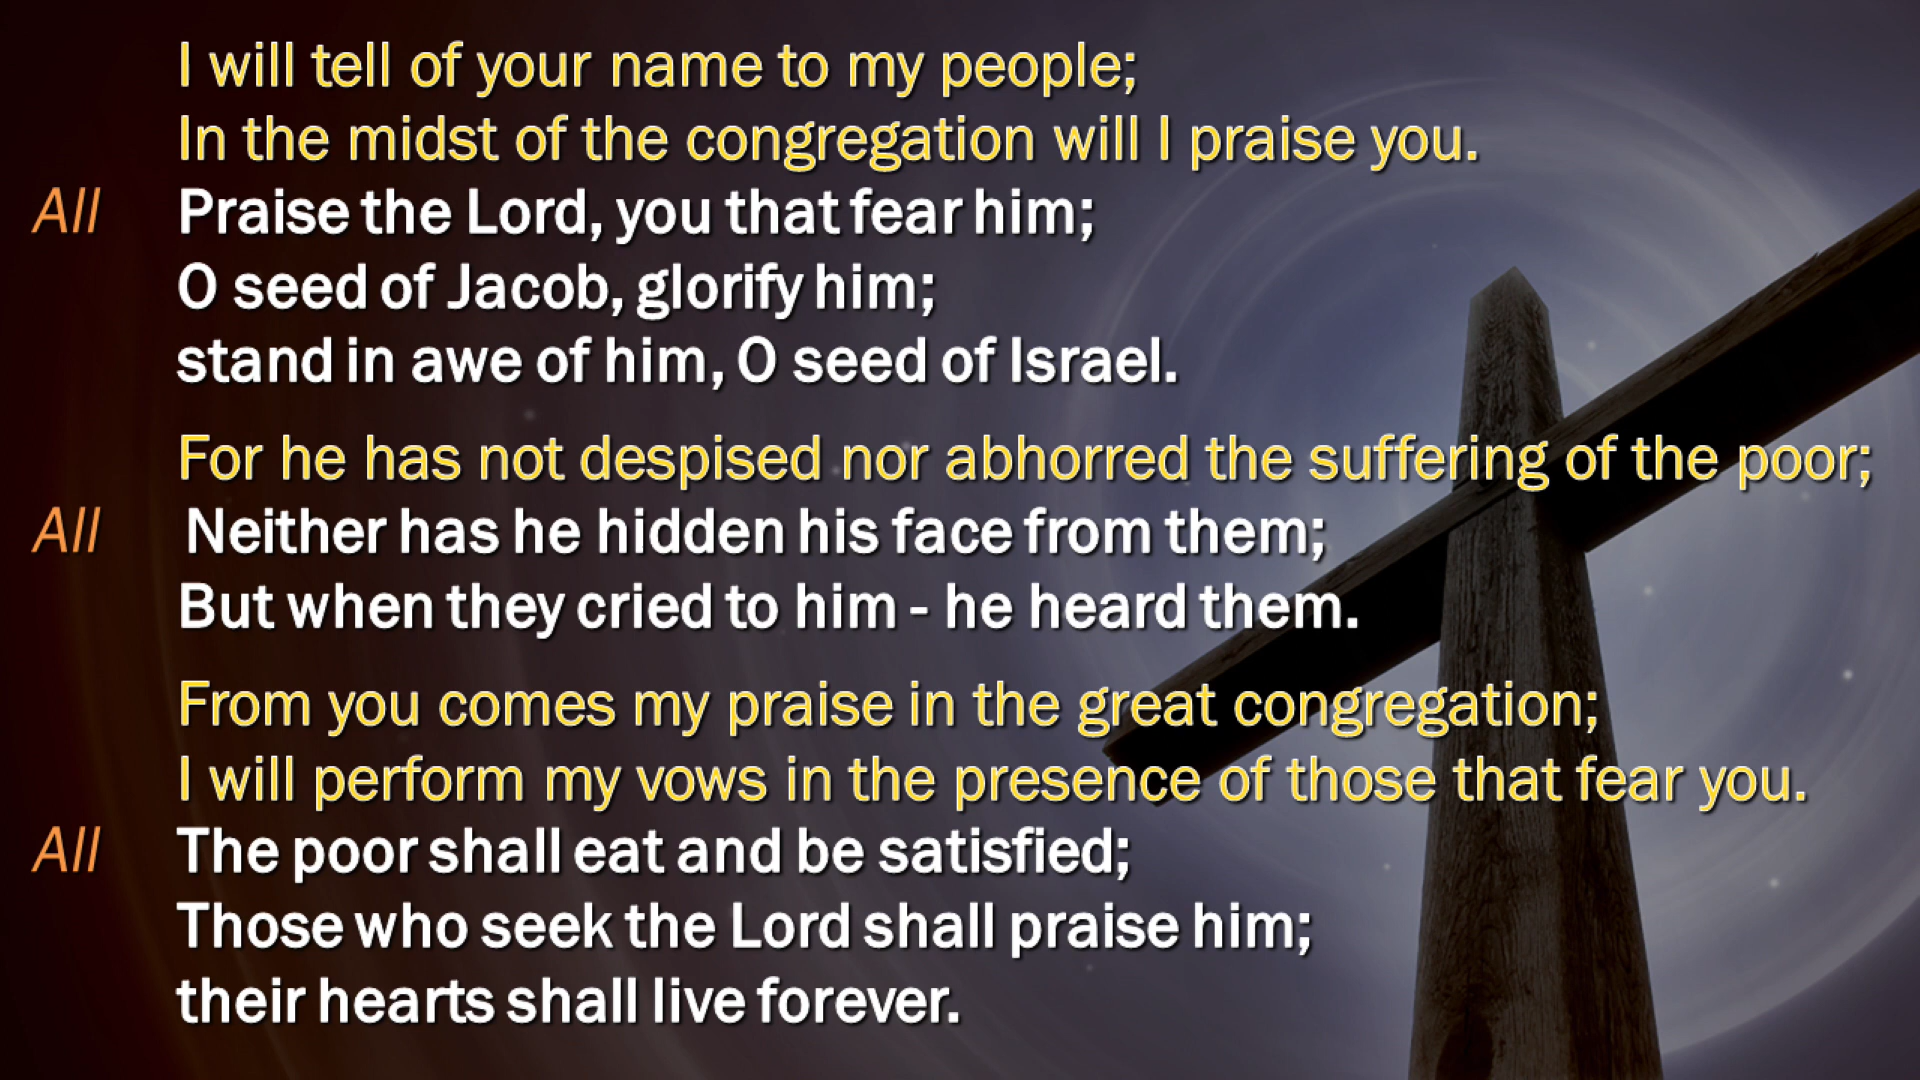 I will tell of your name to my people;
In the midst of the congregation will I praise you.
All Praise the Lord, you that fear him;
O seed of Jacob, glorify him;
stand in awe of him, O seed of Israel.
For he has not despised nor abhorred the suffering of the poor;
All Neither has he hidden his face from them;
But when they cried to him - he heard them.
From you comes my praise in the great congregation;
I will perform my vows in the presence of those that fear you.
All The poor shall eat and be satisfied;
Those who seek the Lord shall praise him;
their hearts shall live forever.